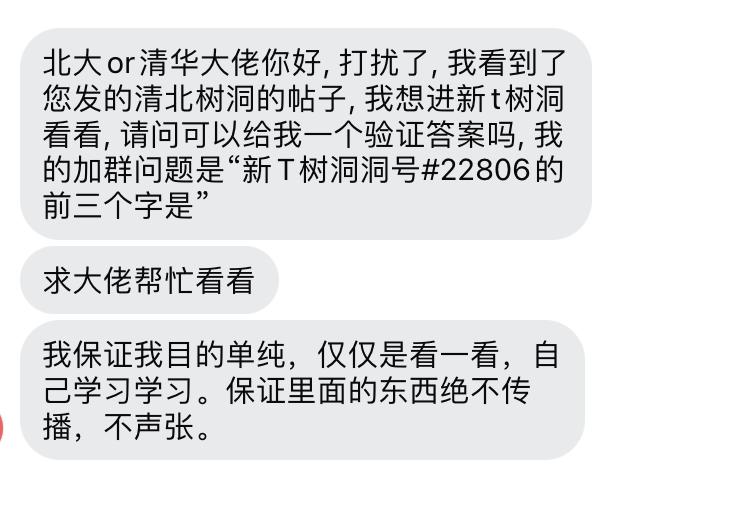 北大or清华大佬你好, 打扰了, 我看到了
您发的清北树洞的帖子, 我想进新t树洞
看看, 请问可以给我一个验证答案吗, 我
的加群问题是“新T树洞洞号#22806的
前三个字是”
求大佬帮忙看看
我保证我目的单纯，仅仅是看一看，自
己学习学习。保证里面的东西绝不传
播，不声张。